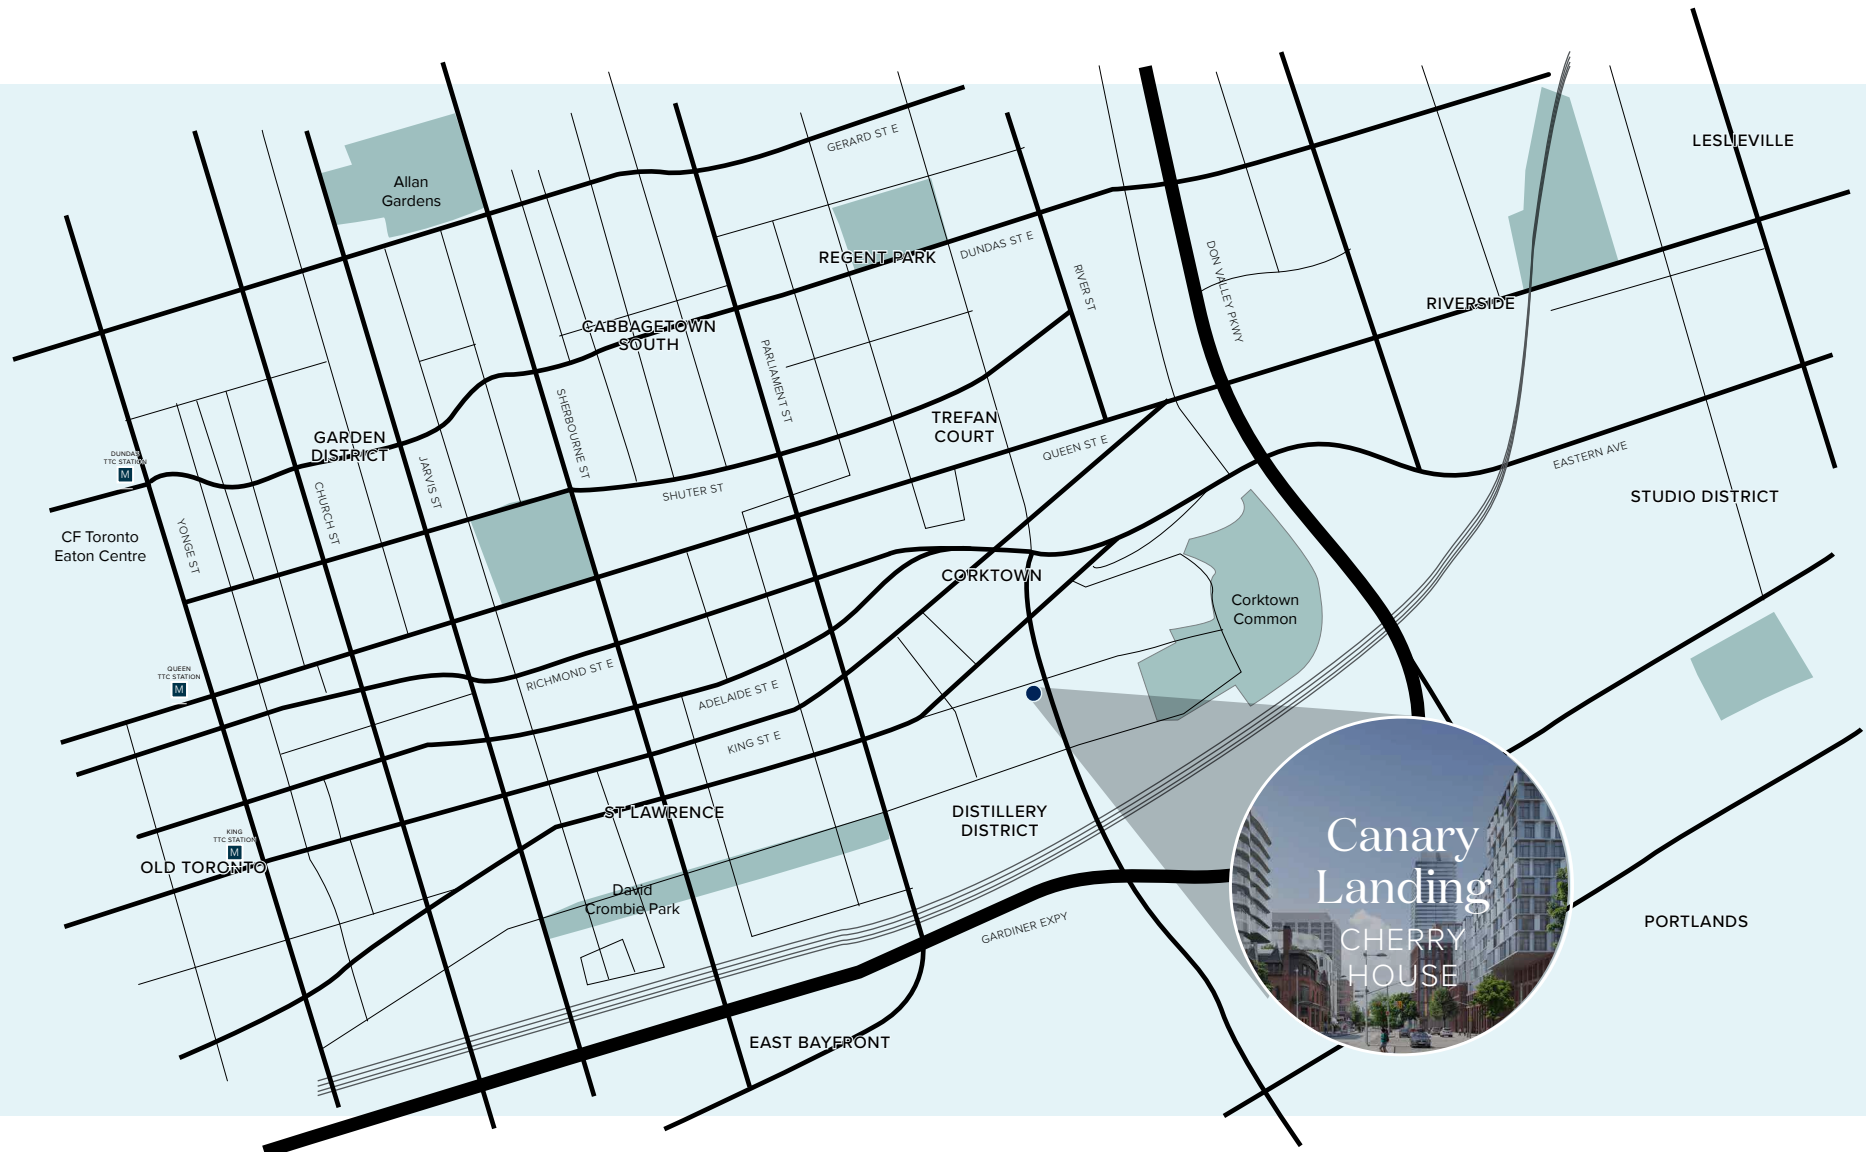 LESLIEVILLE
GERARD ST E
Allan
Gardens
REGENT PARK
DUNDAS ST E
RIVER ST
DON VALLEY PKWY
RIVERSIDE
CABBAGETOWN
SOUTH
PARLIAMENT ST
SHERBOURNE ST
TREFAN
COURT
GARDEN
DISTRICT
QUEEN ST E
EASTERN AVE
DUNDAS
TTC STATION
M
JARVIS ST
CHURCH ST
SHUTER ST
STUDIO DISTRICT
YONGE ST
CF Toronto
Eaton Centre
CORKTOWN
Corktown
Common
QUEEN
TTC STATION
M
RICHMOND ST E
ADELAIDE ST E
KING ST E
ST LAWRENCE
DISTILLERY
DISTRICT
KING
TTC STATION
M
OLD TORONTO
David
Crombie Park
Canary
Landing
CHERRY
HOUSE
GARDINER EXPY
PORTLANDS
EAST BAYFRONT